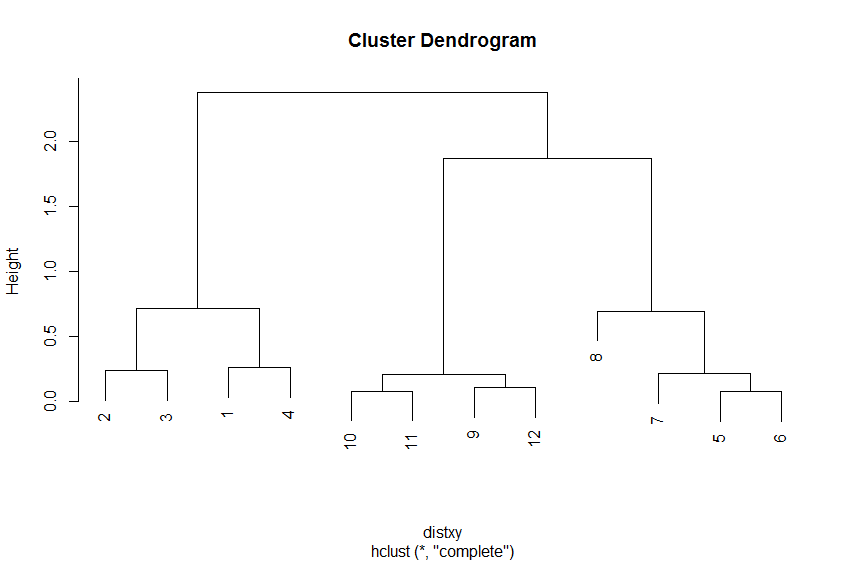 Cluster Dendrogram
Height
2.0
1.5
1.0
0.5
0.0
2 3 1 4 10 11 9 12 8 7 5 6
distxy
hclust (*, "complete")